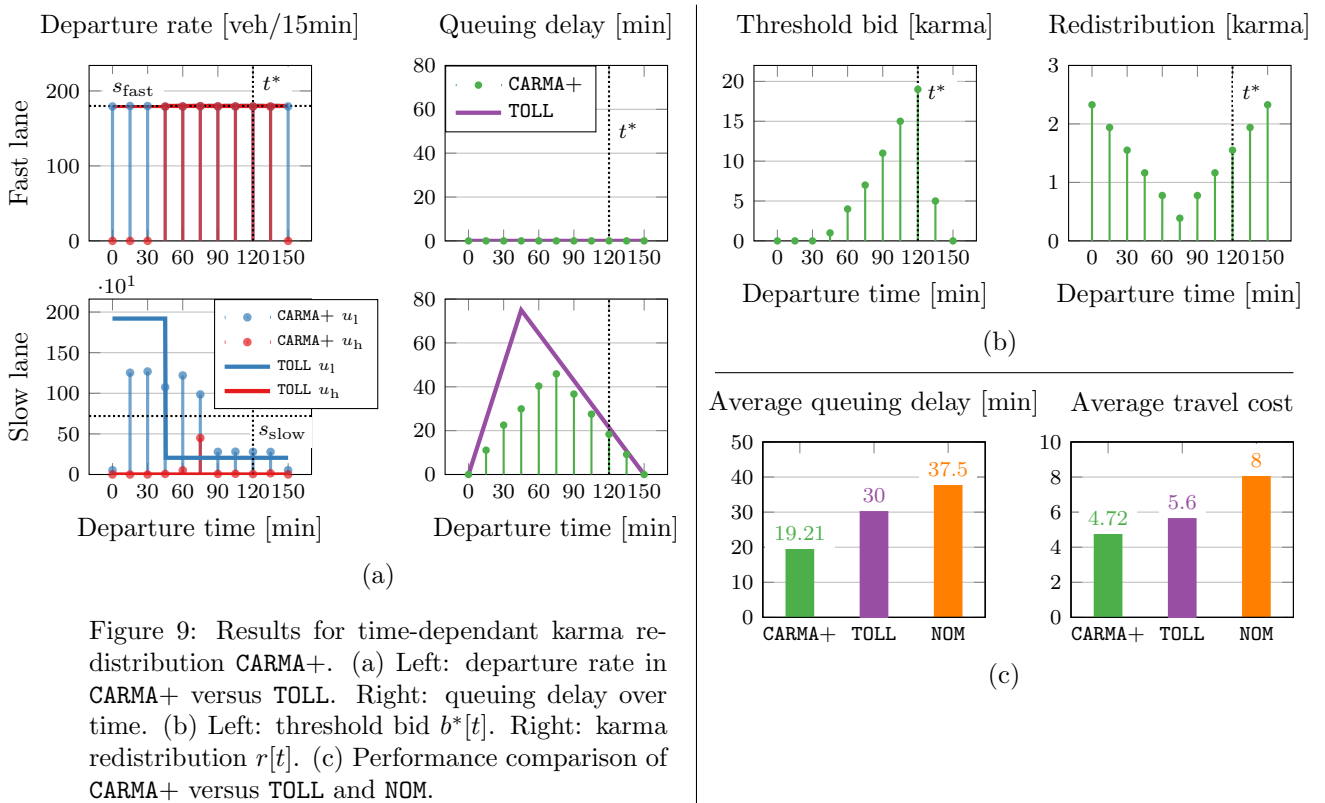 Departure rate [veh/15min]
Queuing delay [min]
Fast lane
200
100
0
s_fast
t*
0 30 60 90 120 150
80
60
40
20
0
CARMA+
TOLL
t*
0 30 60 90 120 150
Slow lane
·10¹
200
150
100
50
0
CARMA+ u_l
CARMA+ u_h
TOLL u_l
TOLL u_h
s_slow
0 30 60 90 120 150
Departure time [min]
80
60
40
20
0
0 30 60 90 120 150
Departure time [min]
(a)
Figure 9: Results for time-dependant karma re-
distribution CARMA+. (a) Left: departure rate in
CARMA+ versus TOLL. Right: queuing delay over
time. (b) Left: threshold bid b*[t]. Right: karma
redistribution r[t]. (c) Performance comparison of
CARMA+ versus TOLL and NOM.
Threshold bid [karma]
Redistribution [karma]
20
15
10
5
0
t*
0 30 60 90 120 150
Departure time [min]
3
2
1
0
t*
0 30 60 90 120 150
Departure time [min]
(b)
Average queuing delay [min]
Average travel cost
50
40
30
20
10
0
19.21
30
37.5
CARMA+ TOLL NOM
10
8
6
4
2
0
4.72
5.6
8
CARMA+ TOLL NOM
(c)